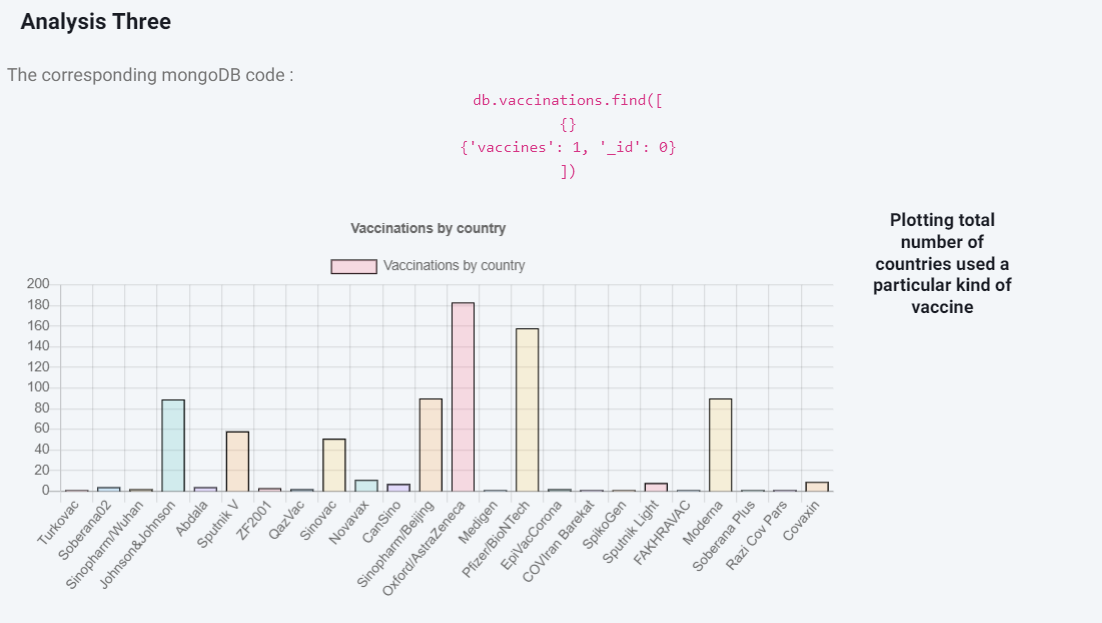 Analysis Three
The corresponding mongoDB code :
db.vaccinations.find([
{}
{'vaccines': 1, '_id': 0}
])
Vaccinations by country
Vaccinations by country
200
180
160
140
120
100
80
60
40
20
0
Turkovac
Soberana02
Sinopharm/Wuhan
Johnson&Johnson
Abdala
Sputnik V
ZF2001
QazVac
Sinovac
Novavax
CanSino
Sinopharm/Beijing
Oxford/AstraZeneca
Medigen
Pfizer/BioNTech
EpiVacCorona
COVIran Barekat
SpikoGen
Sputnik Light
FAKHRAVAC
Moderna
Soberana Plus
Razi Cov Pars
Covaxin
Plotting total
number of
countries used a
particular kind of
vaccine